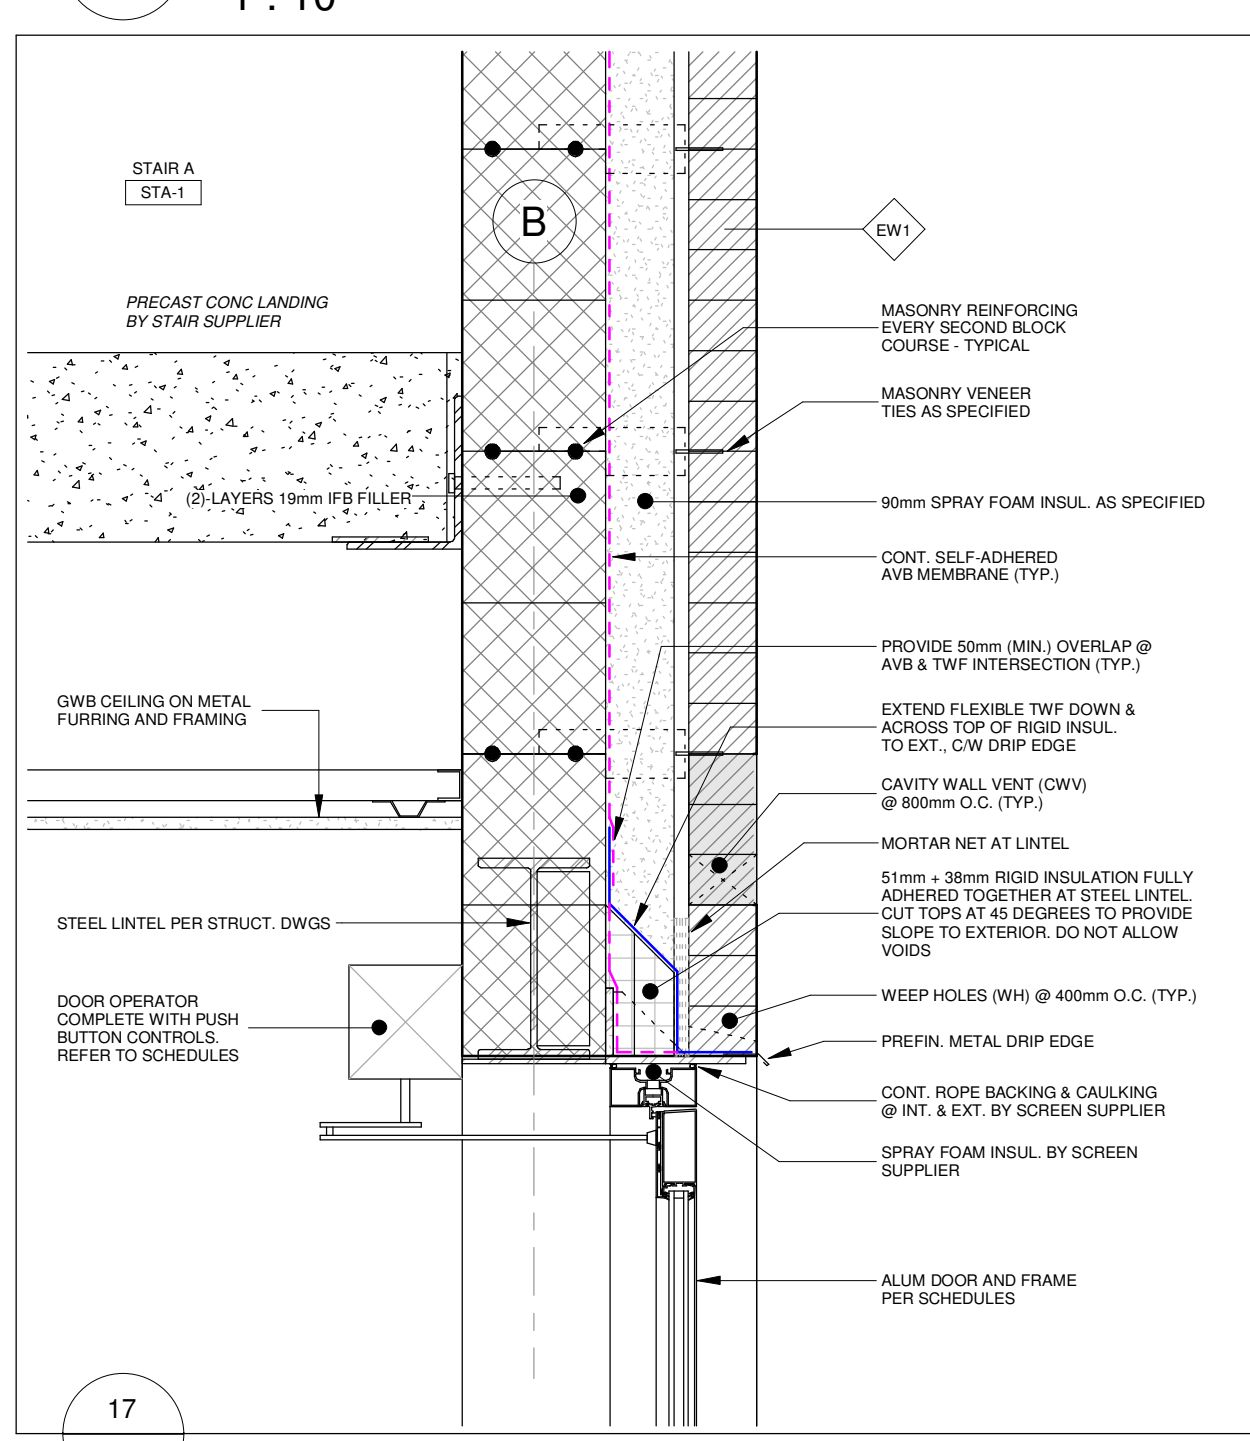 1 : 10
STAIR A
STA-1
B
EW1
PRECAST CONC LANDING
BY STAIR SUPPLIER
MASONRY REINFORCING
EVERY SECOND BLOCK
COURSE - TYPICAL
MASONRY VENEER
TIES AS SPECIFIED
(2)-LAYERS 19mm IFB FILLER
90mm SPRAY FOAM INSUL. AS SPECIFIED
CONT. SELF-ADHERED
AVB MEMBRANE (TYP.)
PROVIDE 50mm (MIN.) OVERLAP @
AVB & TWF INTERSECTION (TYP.)
GWB CEILING ON METAL
FURRING AND FRAMING
EXTEND FLEXIBLE TWF DOWN &
ACROSS TOP OF RIGID INSUL.
TO EXT., C/W DRIP EDGE
CAVITY WALL VENT (CWV)
@ 800mm O.C. (TYP.)
MORTAR NET AT LINTEL
51mm + 38mm RIGID INSULATION FULLY
ADHERED TOGETHER AT STEEL LINTEL.
CUT TOPS AT 45 DEGREES TO PROVIDE
SLOPE TO EXTERIOR. DO NOT ALLOW
VOIDS
STEEL LINTEL PER STRUCT. DWGS
WEEP HOLES (WH) @ 400mm O.C. (TYP.)
DOOR OPERATOR
COMPLETE WITH PUSH
BUTTON CONTROLS.
REFER TO SCHEDULES
PREFIN. METAL DRIP EDGE
CONT. ROPE BACKING & CAULKING
@ INT. & EXT. BY SCREEN SUPPLIER
SPRAY FOAM INSUL. BY SCREEN
SUPPLIER
ALUM DOOR AND FRAME
PER SCHEDULES
17